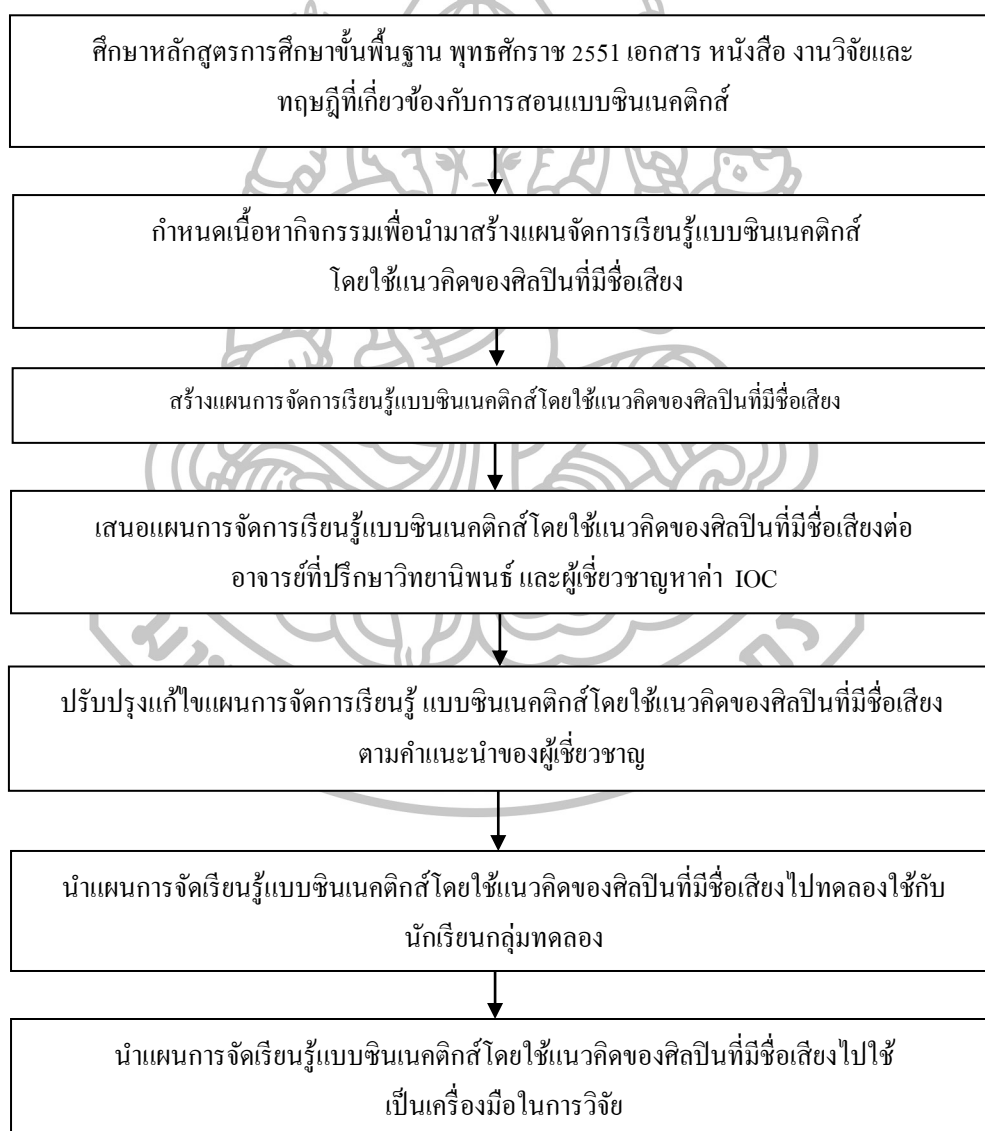 ศึกษาหลักสูตรการศึกษาขั้นพื้นฐาน พุทธศักราช 2551 เอกสาร หนังสือ งานวิจัยและ
ทฤษฎีที่เกี่ยวข้องกับการสอนแบบซินเนคติกส์
กำหนดเนื้อหากิจกรรมเพื่อนำมาสร้างแผนจัดการเรียนรู้แบบซินเนคติกส์
โดยใช้แนวคิดของศิลปินที่มีชื่อเสียง
สร้างแผนการจัดการเรียนรู้แบบซินเนคติกส์โดยใช้แนวคิดของศิลปินที่มีชื่อเสียง
เสนอแผนการจัดการเรียนรู้แบบซินเนคติกส์โดยใช้แนวคิดของศิลปินที่มีชื่อเสียงต่อ
อาจารย์ที่ปรึกษาวิทยานิพนธ์ และผู้เชี่ยวชาญหาค่า IOC
ปรับปรุงแก้ไขแผนการจัดการเรียนรู้ แบบซินเนคติกส์โดยใช้แนวคิดของศิลปินที่มีชื่อเสียง
ตามคำแนะนำของผู้เชี่ยวชาญ
นำแผนการจัดเรียนรู้แบบซินเนคติกส์โดยใช้แนวคิดของศิลปินที่มีชื่อเสียงไปทดลองใช้กับ
นักเรียนกลุ่มทดลอง
นำแผนการจัดเรียนรู้แบบซินเนคติกส์โดยใช้แนวคิดของศิลปินที่มีชื่อเสียงไปใช้
เป็นเครื่องมือในการวิจัย